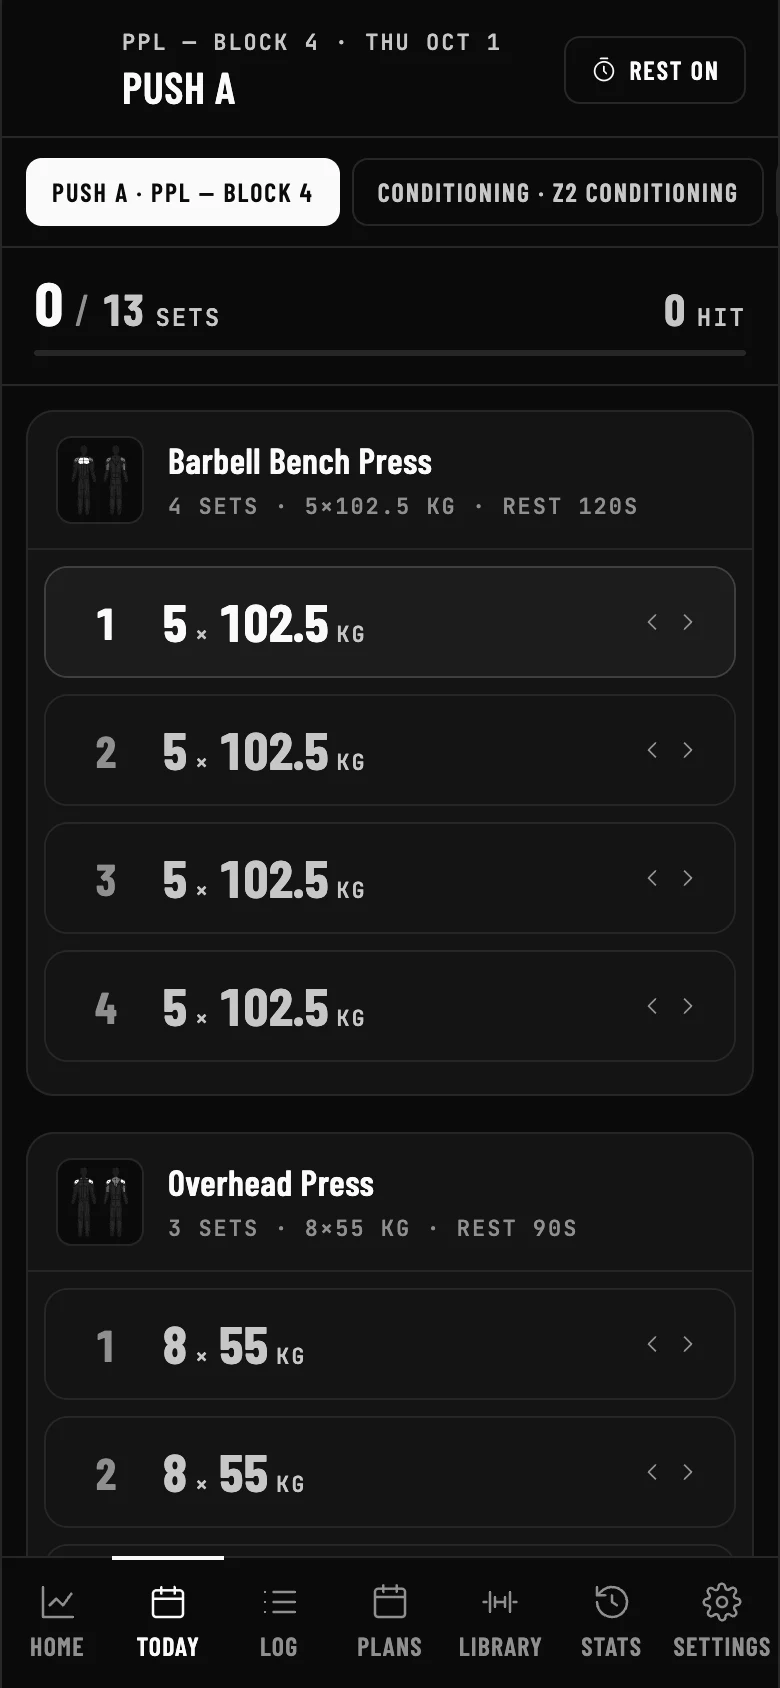 PPL — BLOCK 4 · THU OCT 1
PUSH A
REST ON
PUSH A · PPL — BLOCK 4
CONDITIONING · Z2 CONDITIONING
0 / 13 SETS
0 HIT
Barbell Bench Press
4 SETS · 5×102.5 KG · REST 120S
1 5 × 102.5 KG
2 5 × 102.5 KG
3 5 × 102.5 KG
4 5 × 102.5 KG
Overhead Press
3 SETS · 8×55 KG · REST 90S
1 8 × 55 KG
2 8 × 55 KG
HOME
TODAY
LOG
PLANS
LIBRARY
STATS
SETTINGS